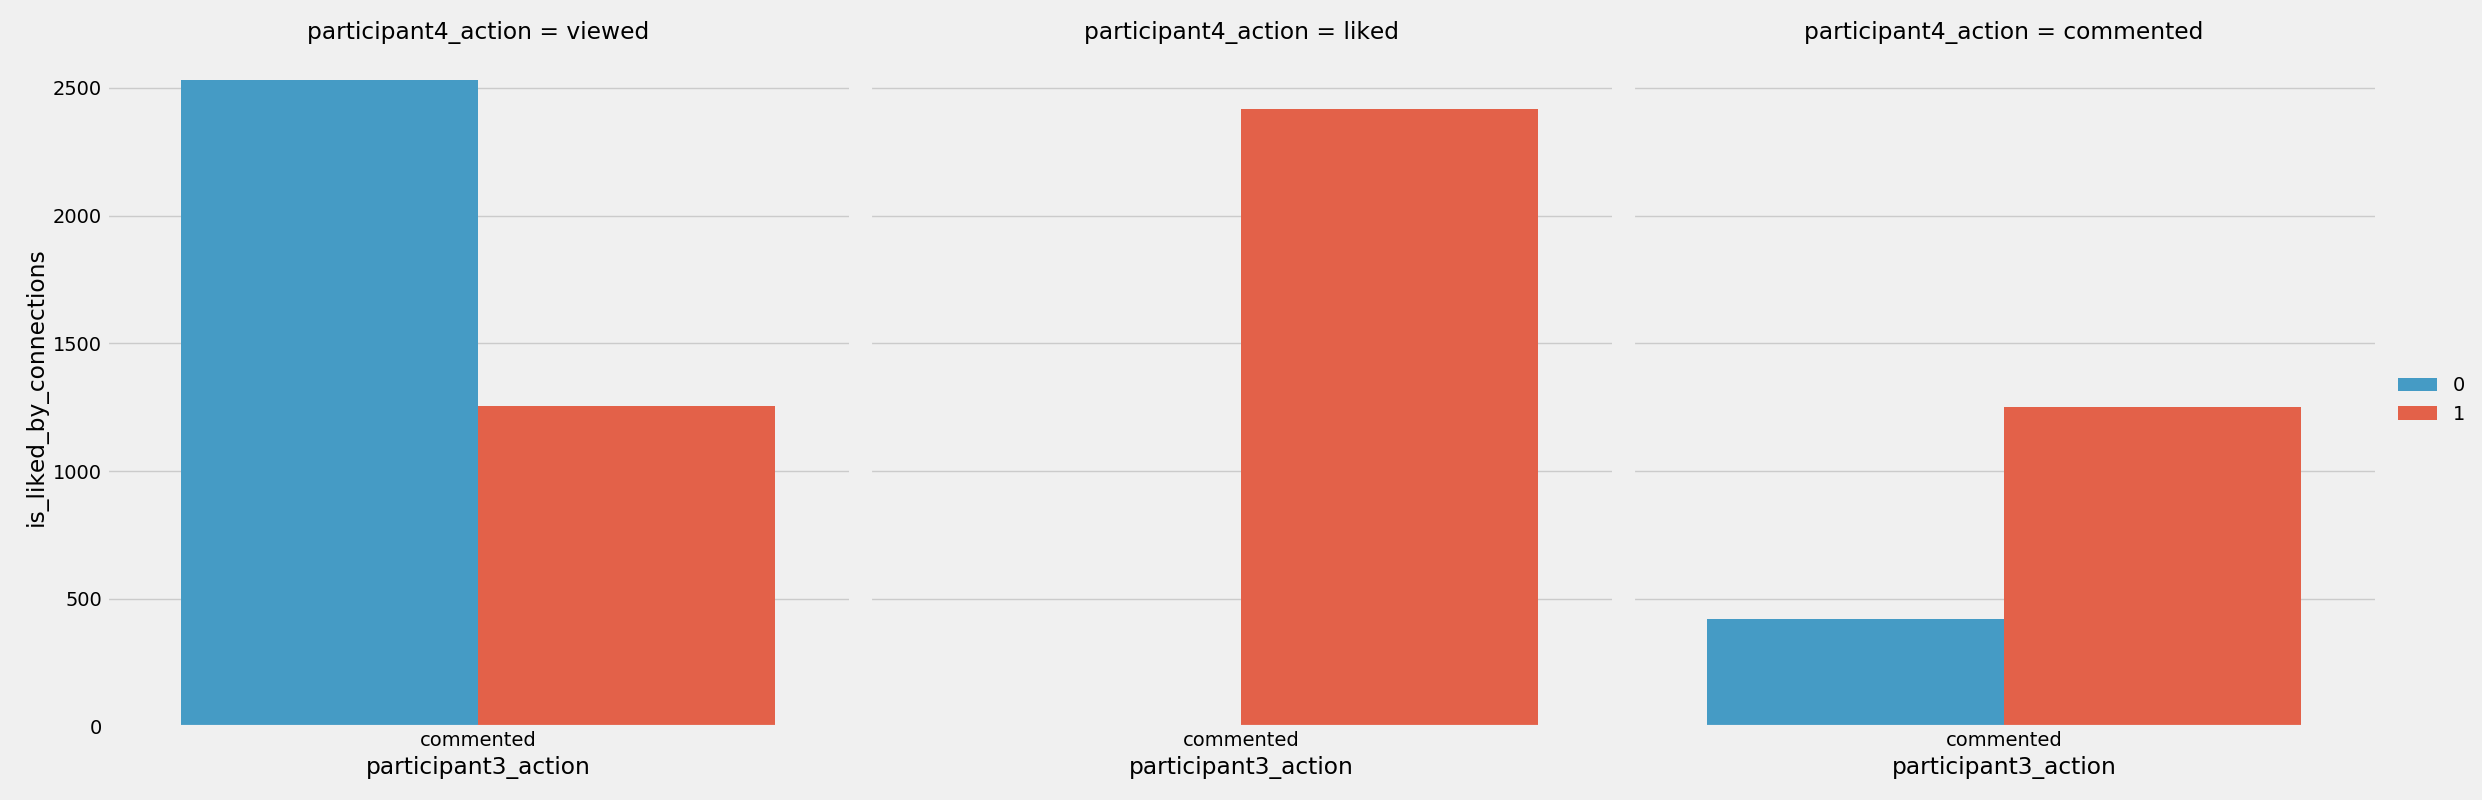 participant4_action = viewed
participant4_action = liked
participant4_action = commented
is_liked_by_connections
2500
2000
1500
1000
500
0
commented
commented
commented
participant3_action
participant3_action
participant3_action
0
1